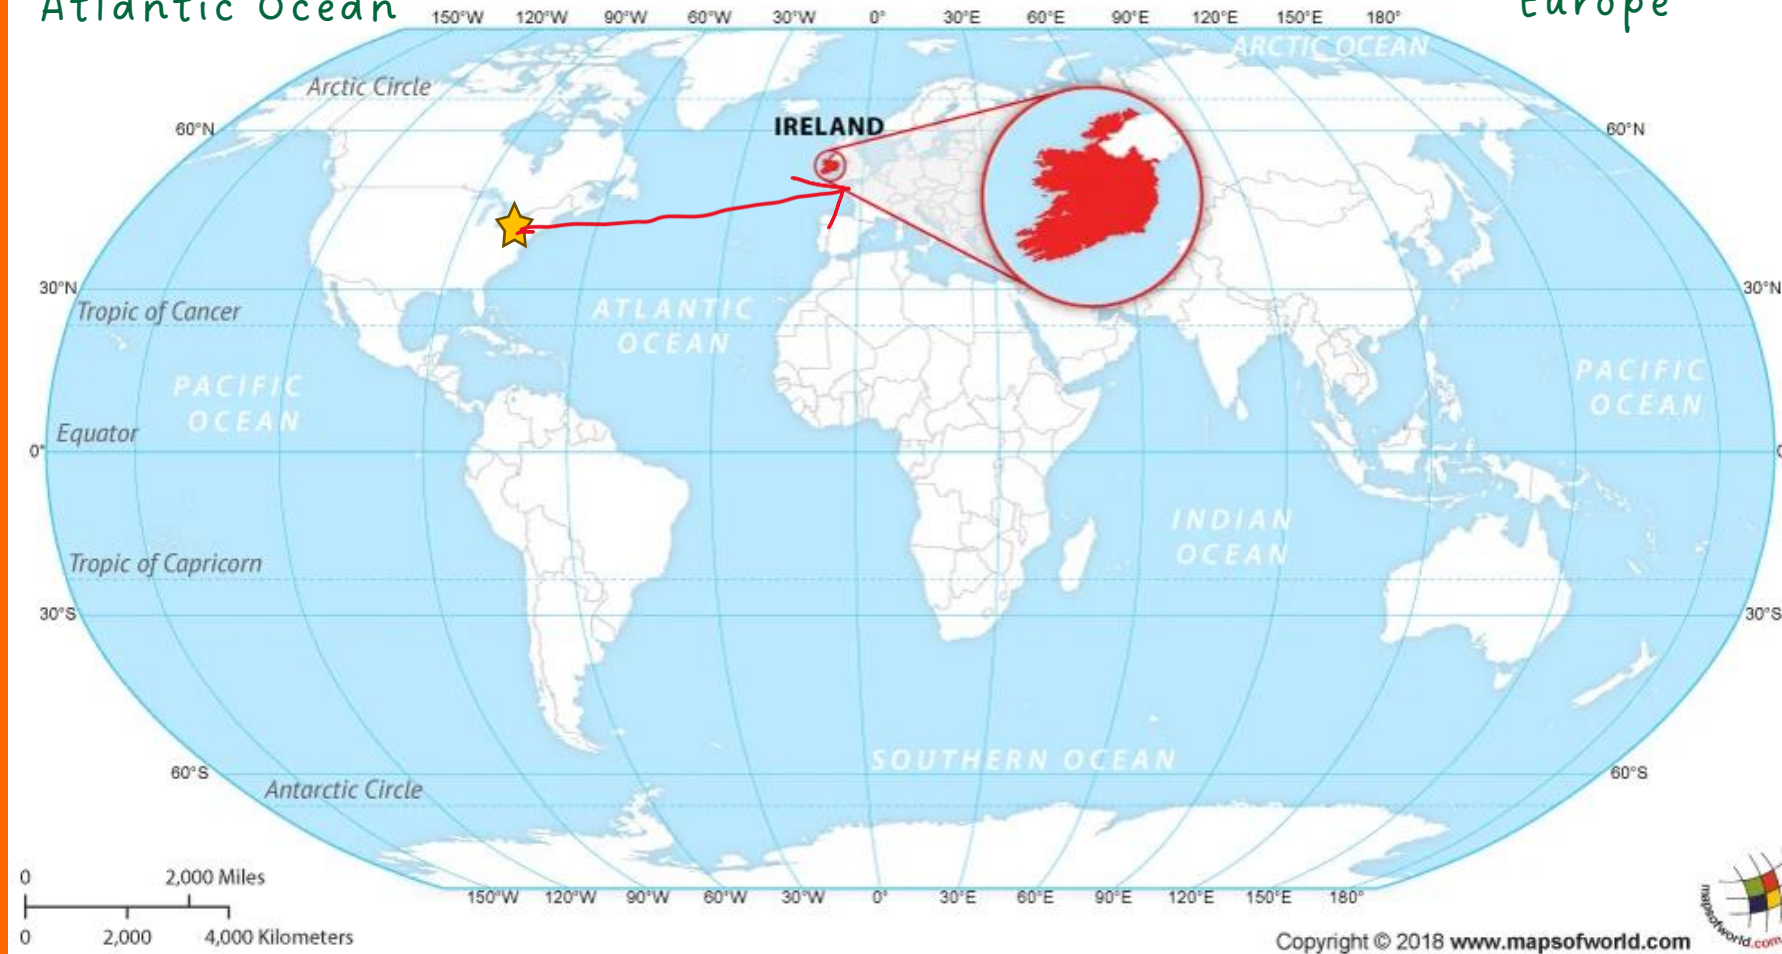 Atlantic Ocean
Europe
150°W 120°W 90°W 60°W 30°W 0° 30°E 60°E 90°E 120°E 150°E 180°
ARCTIC OCEAN
Arctic Circle
60°N
IRELAND
60°N
30°N
Tropic of Cancer
ATLANTIC
OCEAN
30°N
PACIFIC
OCEAN
PACIFIC
OCEAN
Equator
0°
INDIAN
OCEAN
Tropic of Capricorn
30°S
30°S
SOUTHERN OCEAN
60°S
60°S
Antarctic Circle
150°W 120°W 90°W 60°W 30°W 0° 30°E 60°E 90°E 120°E 150°E 180°
0 2,000 Miles
0 2,000 4,000 Kilometers
Copyright © 2018 www.mapsofworld.com
mapsofworld.com